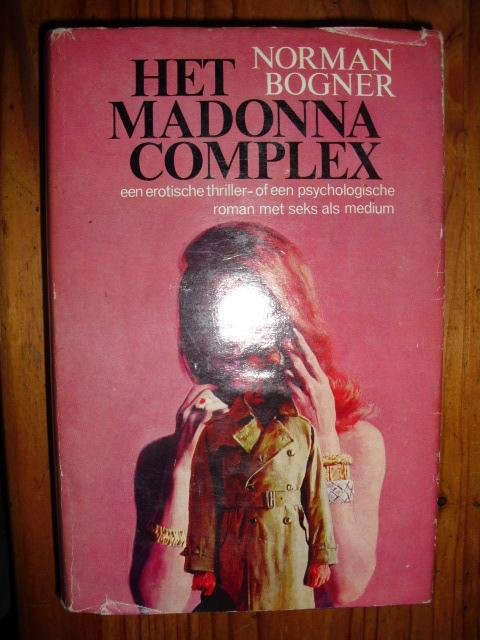 NORMAN
BOGNER
HET
MADONNA
COMPLEX
een erotische thriller- of een psychologische
roman met seks als medium